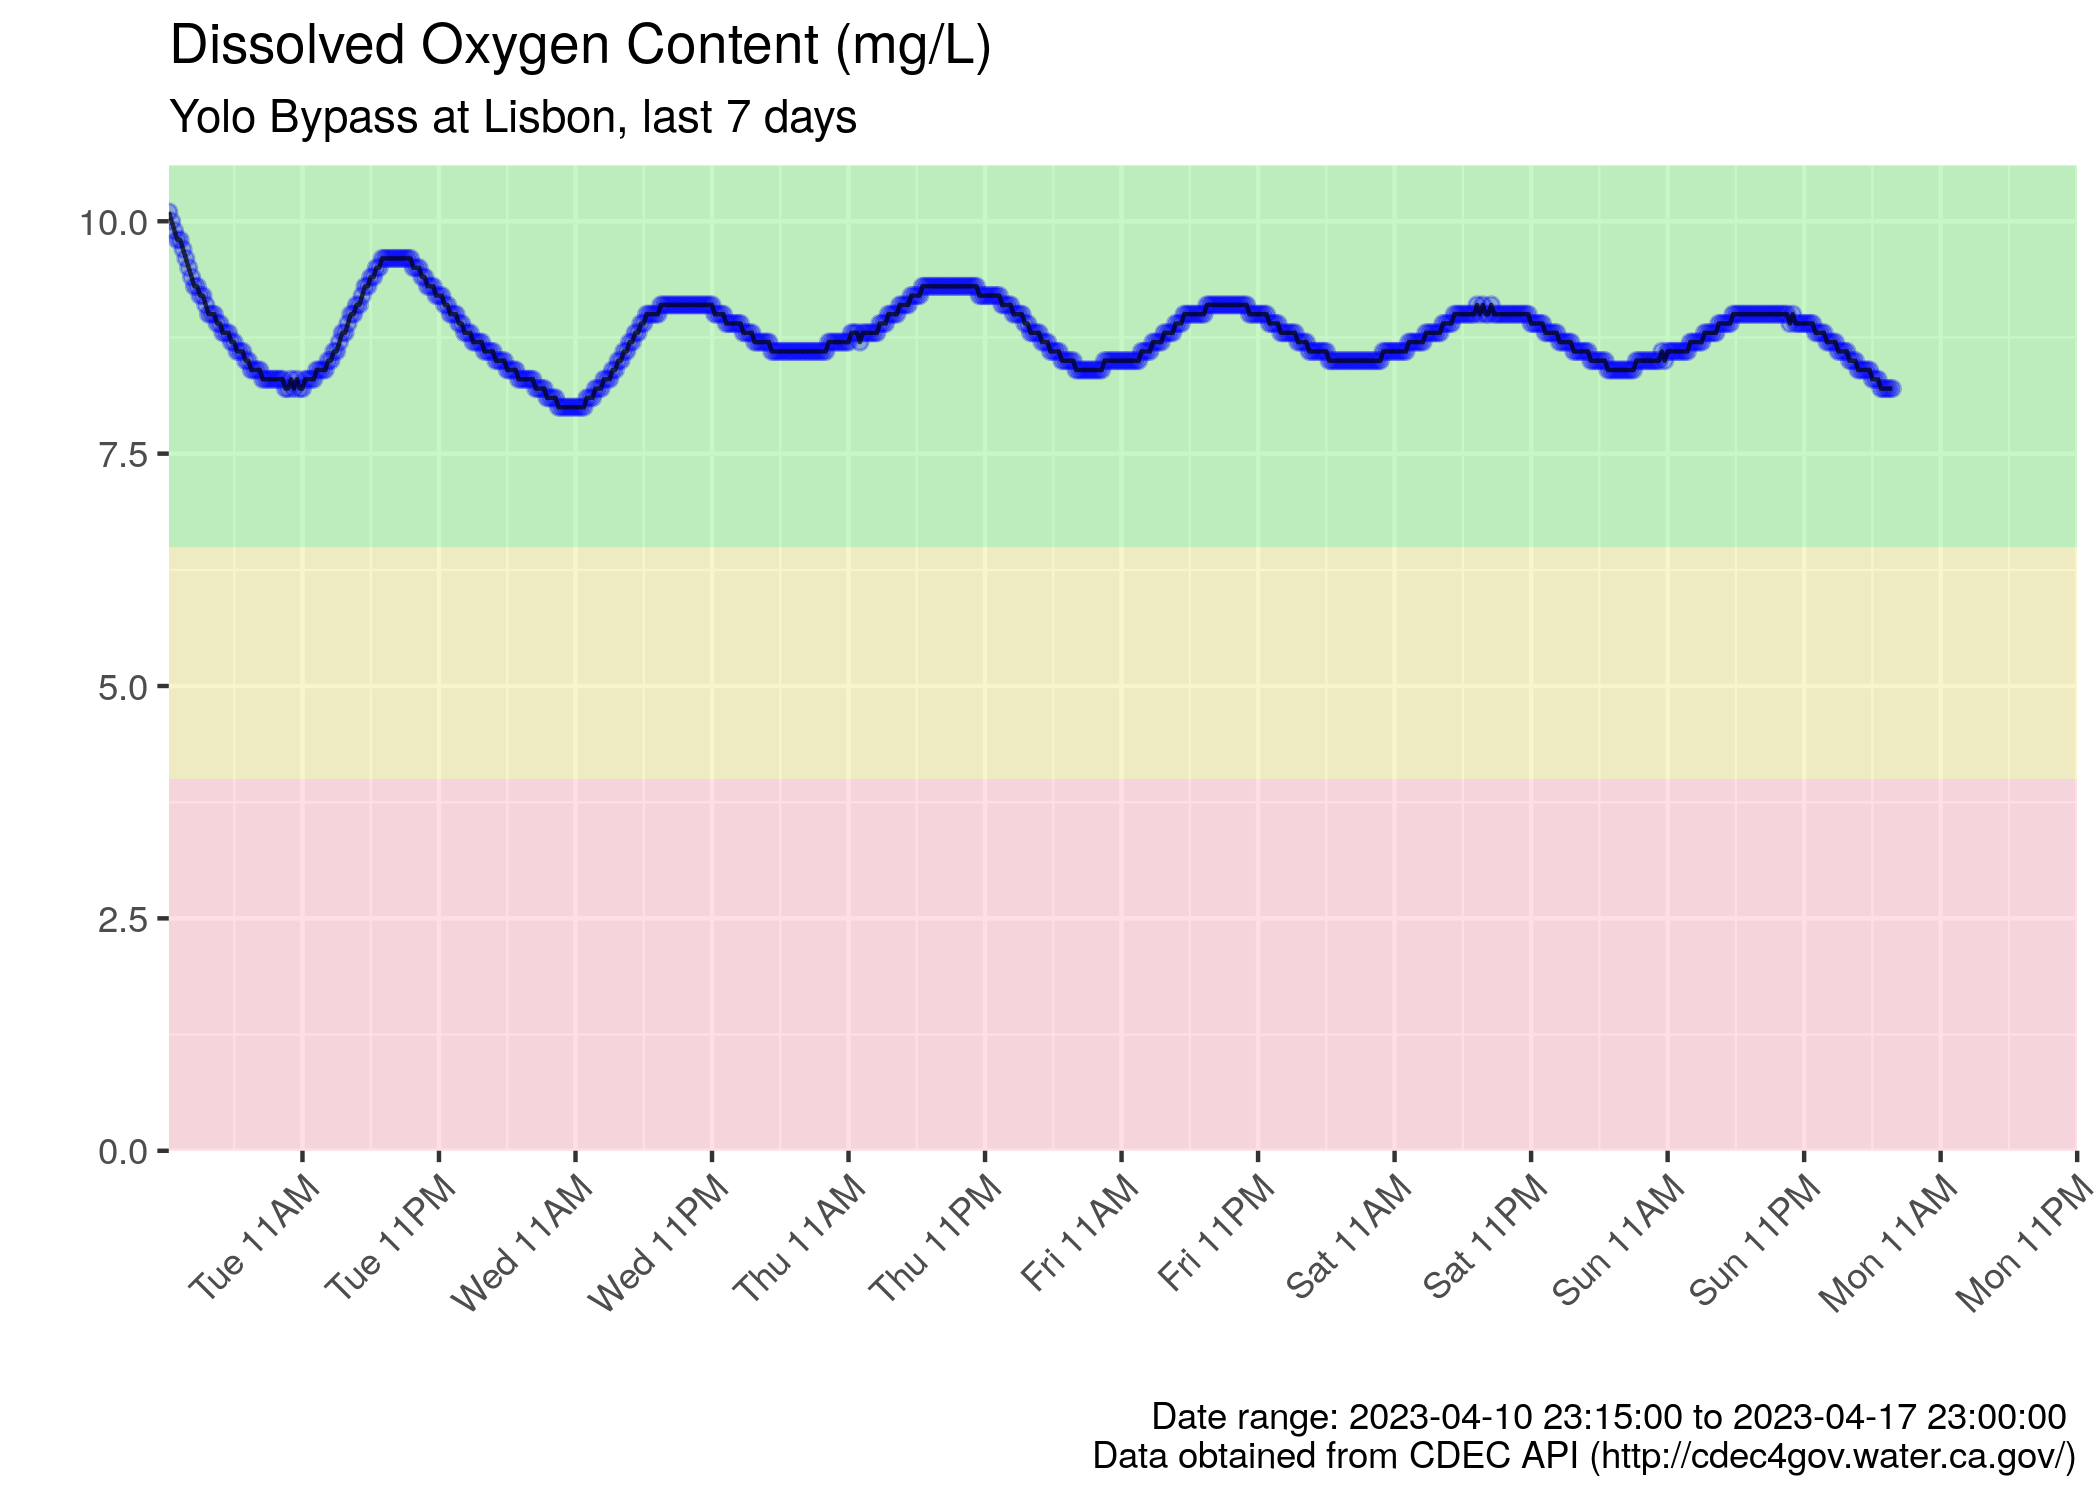 Dissolved Oxygen Content (mg/L)
Yolo Bypass at Lisbon, last 7 days
10.0
7.5
5.0
2.5
0.0
Tue 11AM
Tue 11PM
Wed 11AM
Wed 11PM
Thu 11AM
Thu 11PM
Fri 11AM
Fri 11PM
Sat 11AM
Sat 11PM
Sun 11AM
Sun 11PM
Mon 11AM
Mon 11PM
Date range: 2023-04-10 23:15:00 to 2023-04-17 23:00:00
Data obtained from CDEC API (http://cdec4gov.water.ca.gov/)